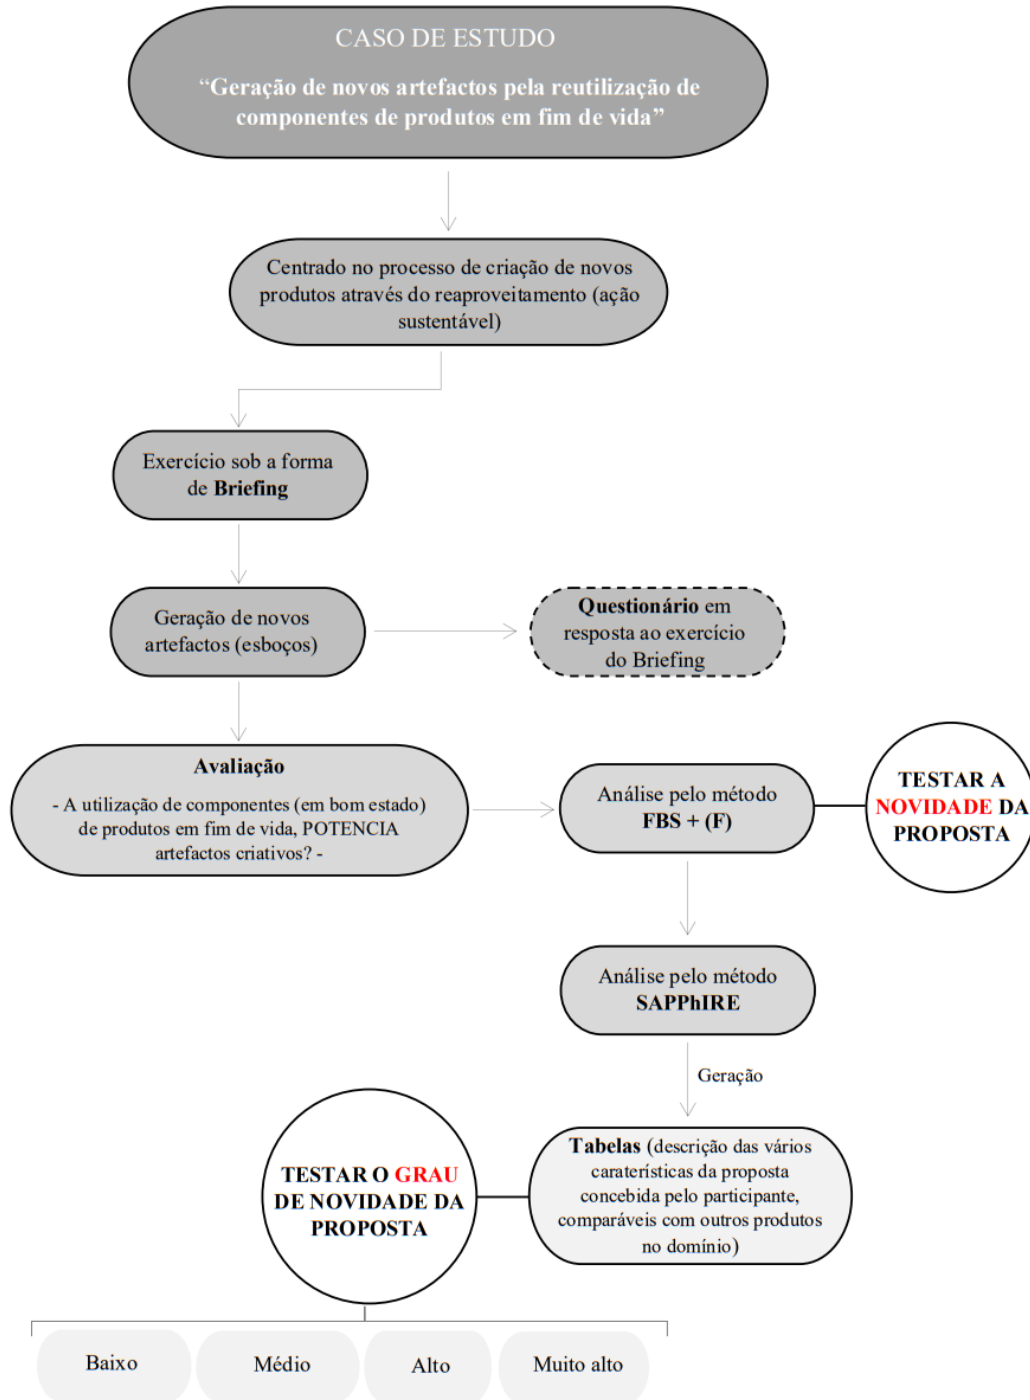 CASO DE ESTUDO
“Geração de novos artefactos pela reutilização de
componentes de produtos em fim de vida”
Centrado no processo de criação de novos
produtos através do reaproveitamento (ação
sustentável)
Exercício sob a forma
de Briefing
Geração de novos
artefactos (esboços)
Questionário em
resposta ao exercício
do Briefing
Avaliação
- A utilização de componentes (em bom estado)
de produtos em fim de vida, POTENCIA
artefactos criativos? -
Análise pelo método
FBS + (F)
TESTAR A
NOVIDADE DA
PROPOSTA
Análise pelo método
SAPPhIRE
Geração
Tabelas (descrição das vários
caraterísticas da proposta
concebida pelo participante,
comparáveis com outros produtos
no domínio)
TESTAR O GRAU
DE NOVIDADE DA
PROPOSTA
Baixo
Médio
Alto
Muito alto